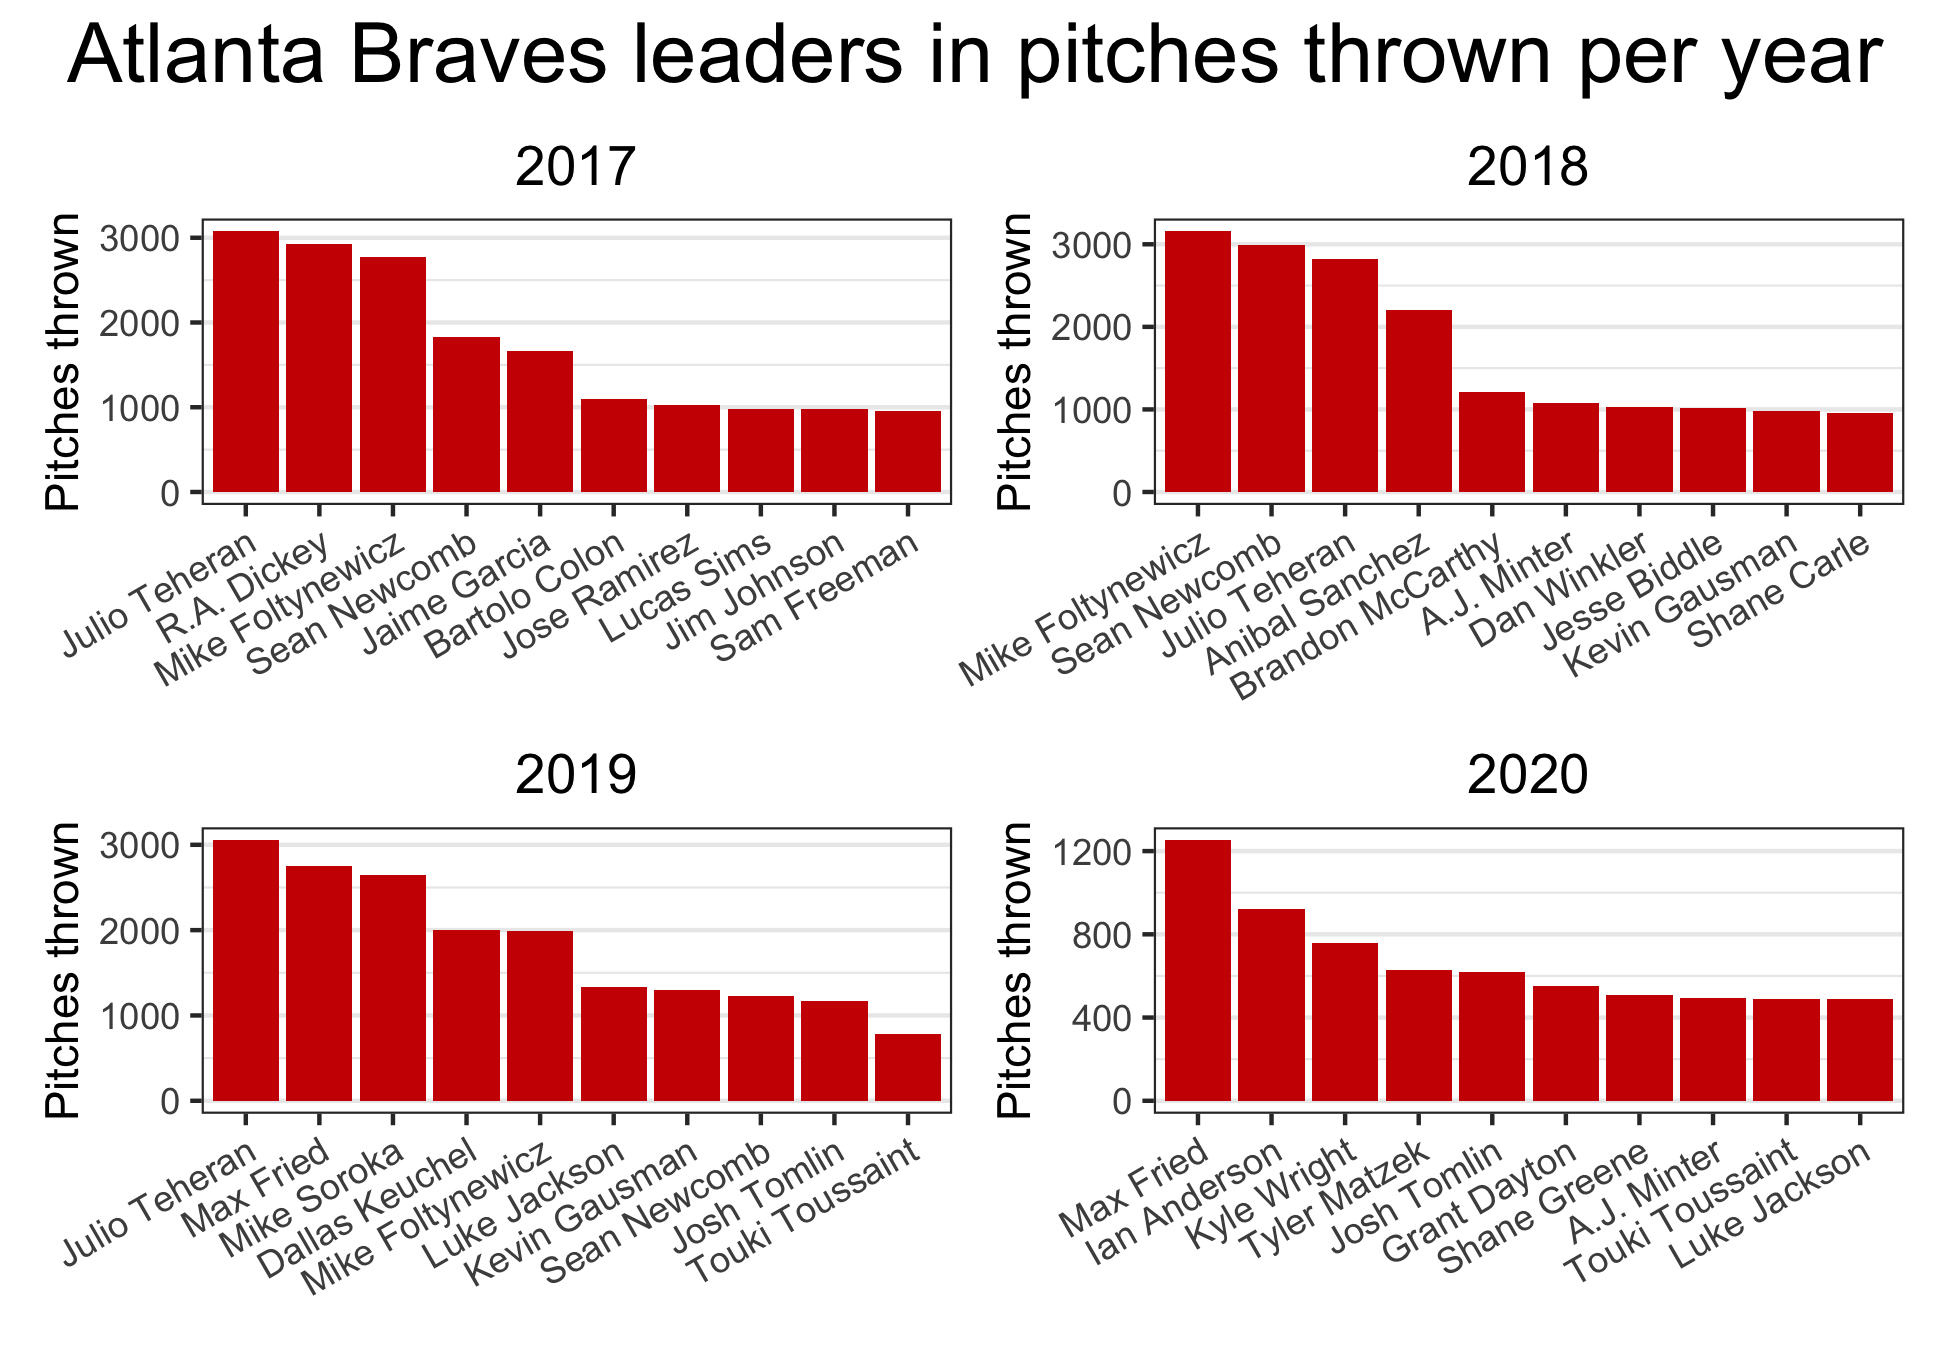 Atlanta Braves leaders in pitches thrown per year
2017
Pitches thrown
3000
2000
1000
0
Julio Teheran
R.A. Dickey
Mike Foltynewicz
Sean Newcomb
Jaime Garcia
Bartolo Colon
Jose Ramirez
Lucas Sims
Jim Johnson
Sam Freeman
2018
Pitches thrown
3000
2000
1000
0
Mike Foltynewicz
Sean Newcomb
Julio Teheran
Anibal Sanchez
Brandon McCarthy
A.J. Minter
Dan Winkler
Jesse Biddle
Kevin Gausman
Shane Carle
2019
Pitches thrown
3000
2000
1000
0
Julio Teheran
Max Fried
Mike Soroka
Dallas Keuchel
Mike Foltynewicz
Luke Jackson
Kevin Gausman
Sean Newcomb
Josh Tomlin
Touki Toussaint
2020
Pitches thrown
1200
800
400
0
Max Fried
Ian Anderson
Kyle Wright
Tyler Matzek
Josh Tomlin
Grant Dayton
Shane Greene
A.J. Minter
Touki Toussaint
Luke Jackson